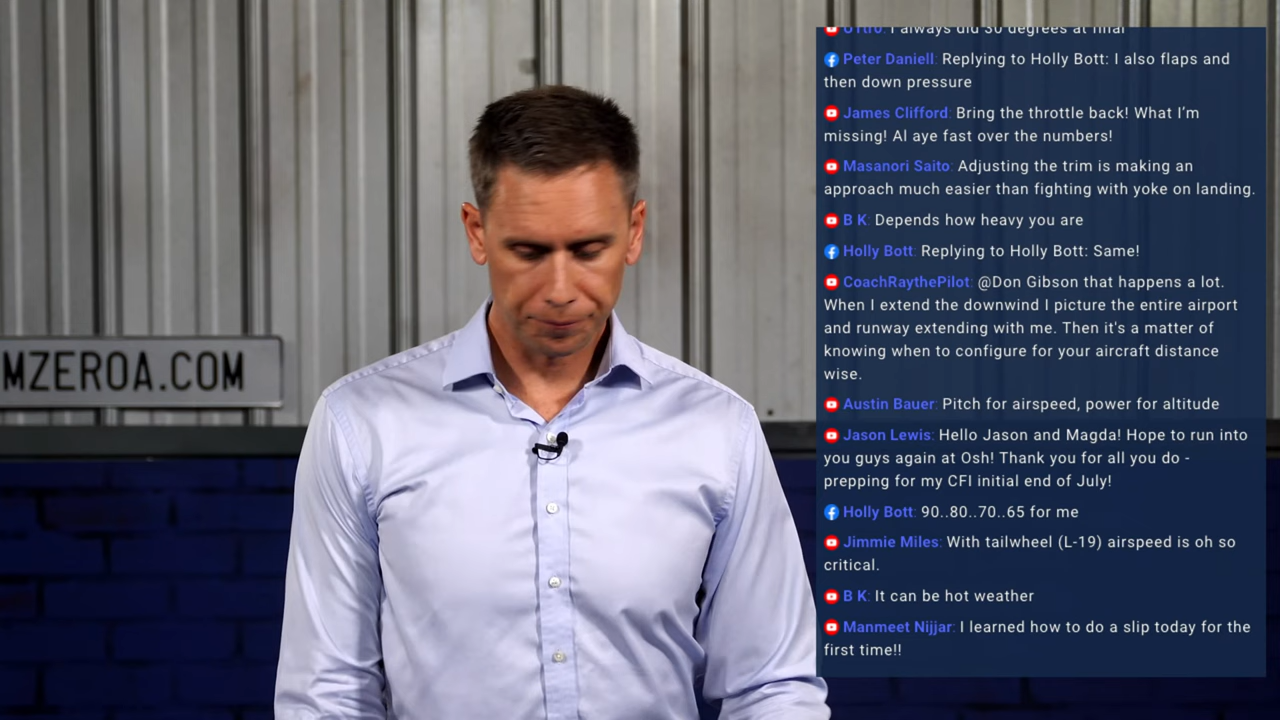 MZEROA.COM
I always did 30 degrees at final
Peter Daniell: Replying to Holly Bott: I also flaps and
then down pressure
James Clifford: Bring the throttle back! What I’m
missing! Al aye fast over the numbers!
Masanori Saito: Adjusting the trim is making an
approach much easier than fighting with yoke on landing.
B K: Depends how heavy you are
Holly Bott: Replying to Holly Bott: Same!
CoachRaythePilot: @Don Gibson that happens a lot.
When I extend the downwind I picture the entire airport
and runway extending with me. Then it's a matter of
knowing when to configure for your aircraft distance
wise.
Austin Bauer: Pitch for airspeed, power for altitude
Jason Lewis: Hello Jason and Magda! Hope to run into
you guys again at Osh! Thank you for all you do -
prepping for my CFI initial end of July!
Holly Bott: 90..80..70..65 for me
Jimmie Miles: With tailwheel (L-19) airspeed is oh so
critical.
B K: It can be hot weather
Manmeet Nijjar: I learned how to do a slip today for the
first time!!